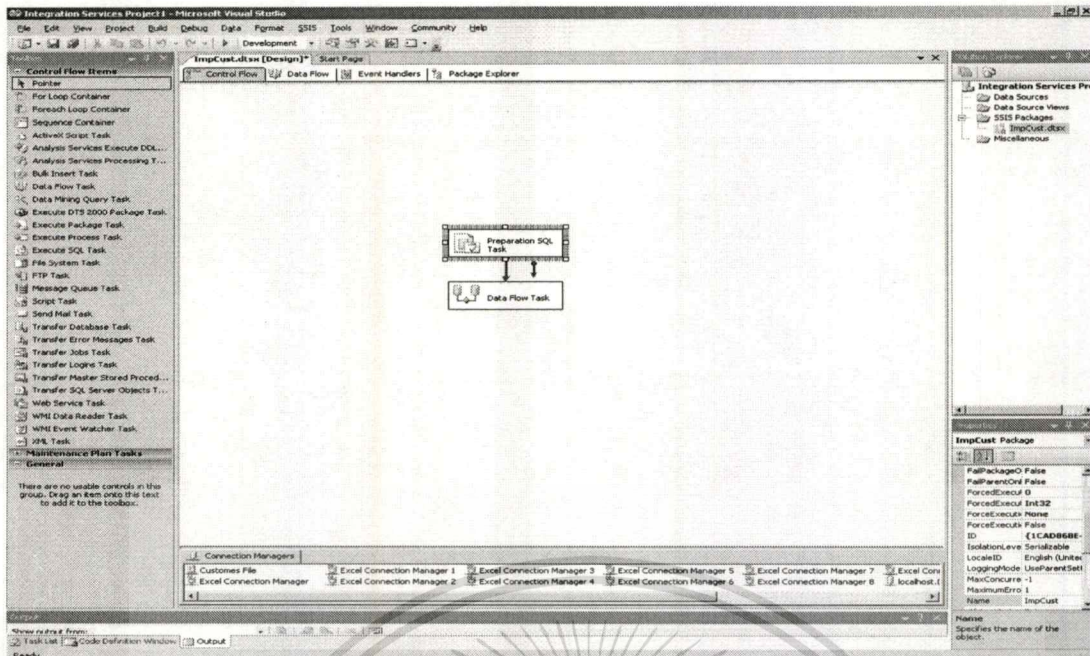 Integration Services Project1 - Microsoft Visual Studio
File Edit View Project Build Debug Data Format SSIS Tools Window Community Help
Development
Toolbox
ImpCust.dtsx [Design]* Start Page
Solution Explorer
Control Flow Data Flow Event Handlers Package Explorer
Control Flow Items
Pointer
For Loop Container
Foreach Loop Container
Sequence Container
ActiveX Script Task
Analysis Services Execute DDL...
Analysis Services Processing T...
Bulk Insert Task
Data Flow Task
Data Mining Query Task
Execute DTS 2000 Package Task
Execute Package Task
Execute Process Task
Execute SQL Task
File System Task
FTP Task
Message Queue Task
Script Task
Send Mail Task
Transfer Database Task
Transfer Error Messages Task
Transfer Jobs Task
Transfer Logins Task
Transfer Master Stored Proced...
Transfer SQL Server Objects T...
Web Service Task
WMI Data Reader Task
WMI Event Watcher Task
XML Task
Maintenance Plan Tasks
General
There are no usable controls in this
group. Drag an item onto this text
to add it to the toolbox.
Preparation SQL
Task
Data Flow Task
Connection Managers
Customes File Excel Connection Manager 1 Excel Connection Manager 3 Excel Connection Manager 5 Excel Connection Manager 7 Excel Con
Excel Connection Manager Excel Connection Manager 2 Excel Connection Manager 4 Excel Connection Manager 6 Excel Connection Manager 8 localhost.
Integration Services Pr
Data Sources
Data Source Views
SSIS Packages
ImpCust.dtsx
Miscellaneous
Properties
ImpCust Package
FailPackageO False
FailParentOnl False
ForcedExecut 0
ForcedExecut Int32
ForceExecuti None
ForceExecuti False
ID {1CAD868E-
IsolationLeve Serializable
LocaleID English (Unite
LoggingMode UseParentSett
MaxConcurre -1
MaximumErro 1
Name ImpCust
Name
Specifies the name of the
object.
Output
Show output from:
Task List Code Definition Window Output
Ready